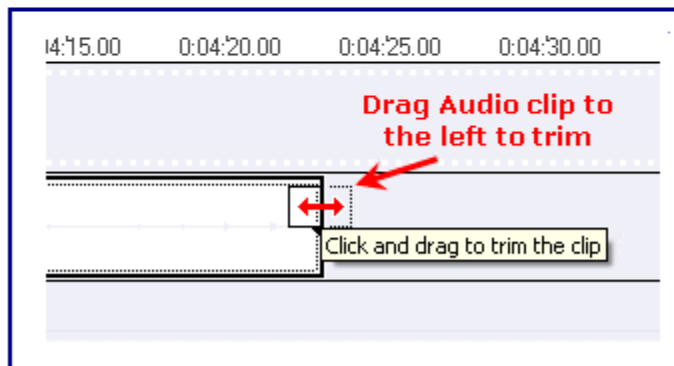 04:15.00 0:04:20.00 0:04:25.00 0:04:30.00
Drag Audio clip to
the left to trim
Click and drag to trim the clip